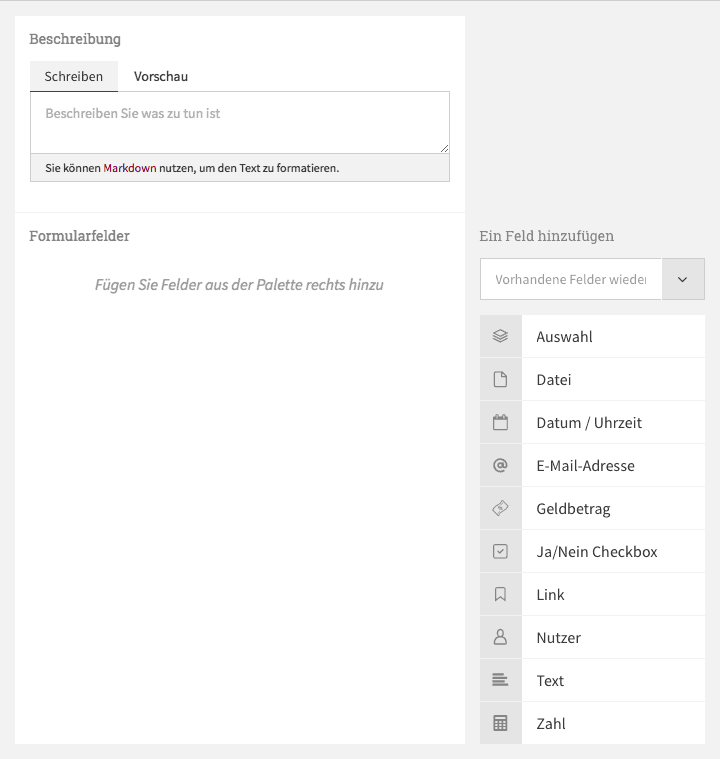 Beschreibung
Schreiben Vorschau
Beschreiben Sie was zu tun ist
Sie können Markdown nutzen, um den Text zu formatieren.
Formularfelder
Fügen Sie Felder aus der Palette rechts hinzu
Ein Feld hinzufügen
Vorhandene Felder wieder
Auswahl
Datei
Datum / Uhrzeit
E-Mail-Adresse
Geldbetrag
Ja/Nein Checkbox
Link
Nutzer
Text
Zahl